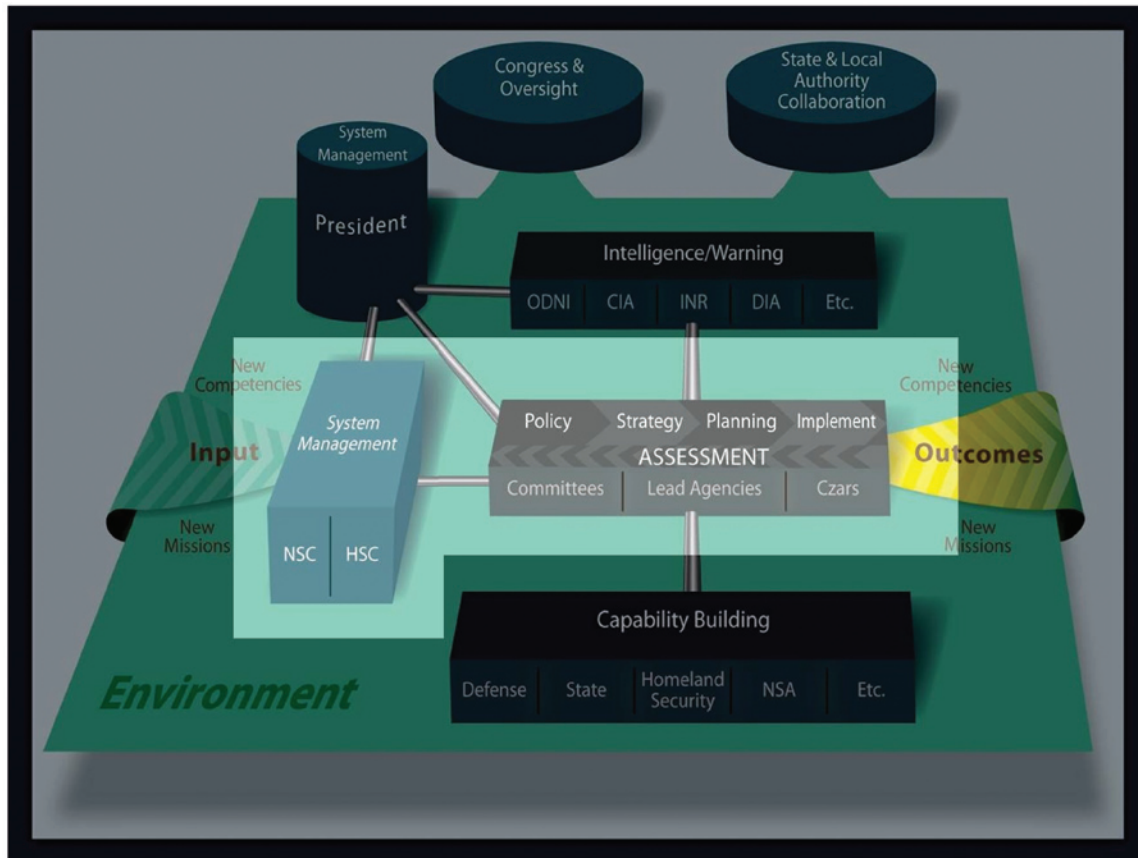 Congress &
Oversight
State & Local
Authority
Collaboration
System
Management
President
Intelligence/Warning
ODNI
CIA
INR
DIA
Etc.
New
Competencies
New
Competencies
System
Management
Policy
Strategy
Planning
Implement
Input
ASSESSMENT
Outcomes
Committees
Lead Agencies
Czars
New
Missions
New
Missions
NSC
HSC
Capability Building
Defense
State
Homeland
Security
NSA
Etc.
Environment